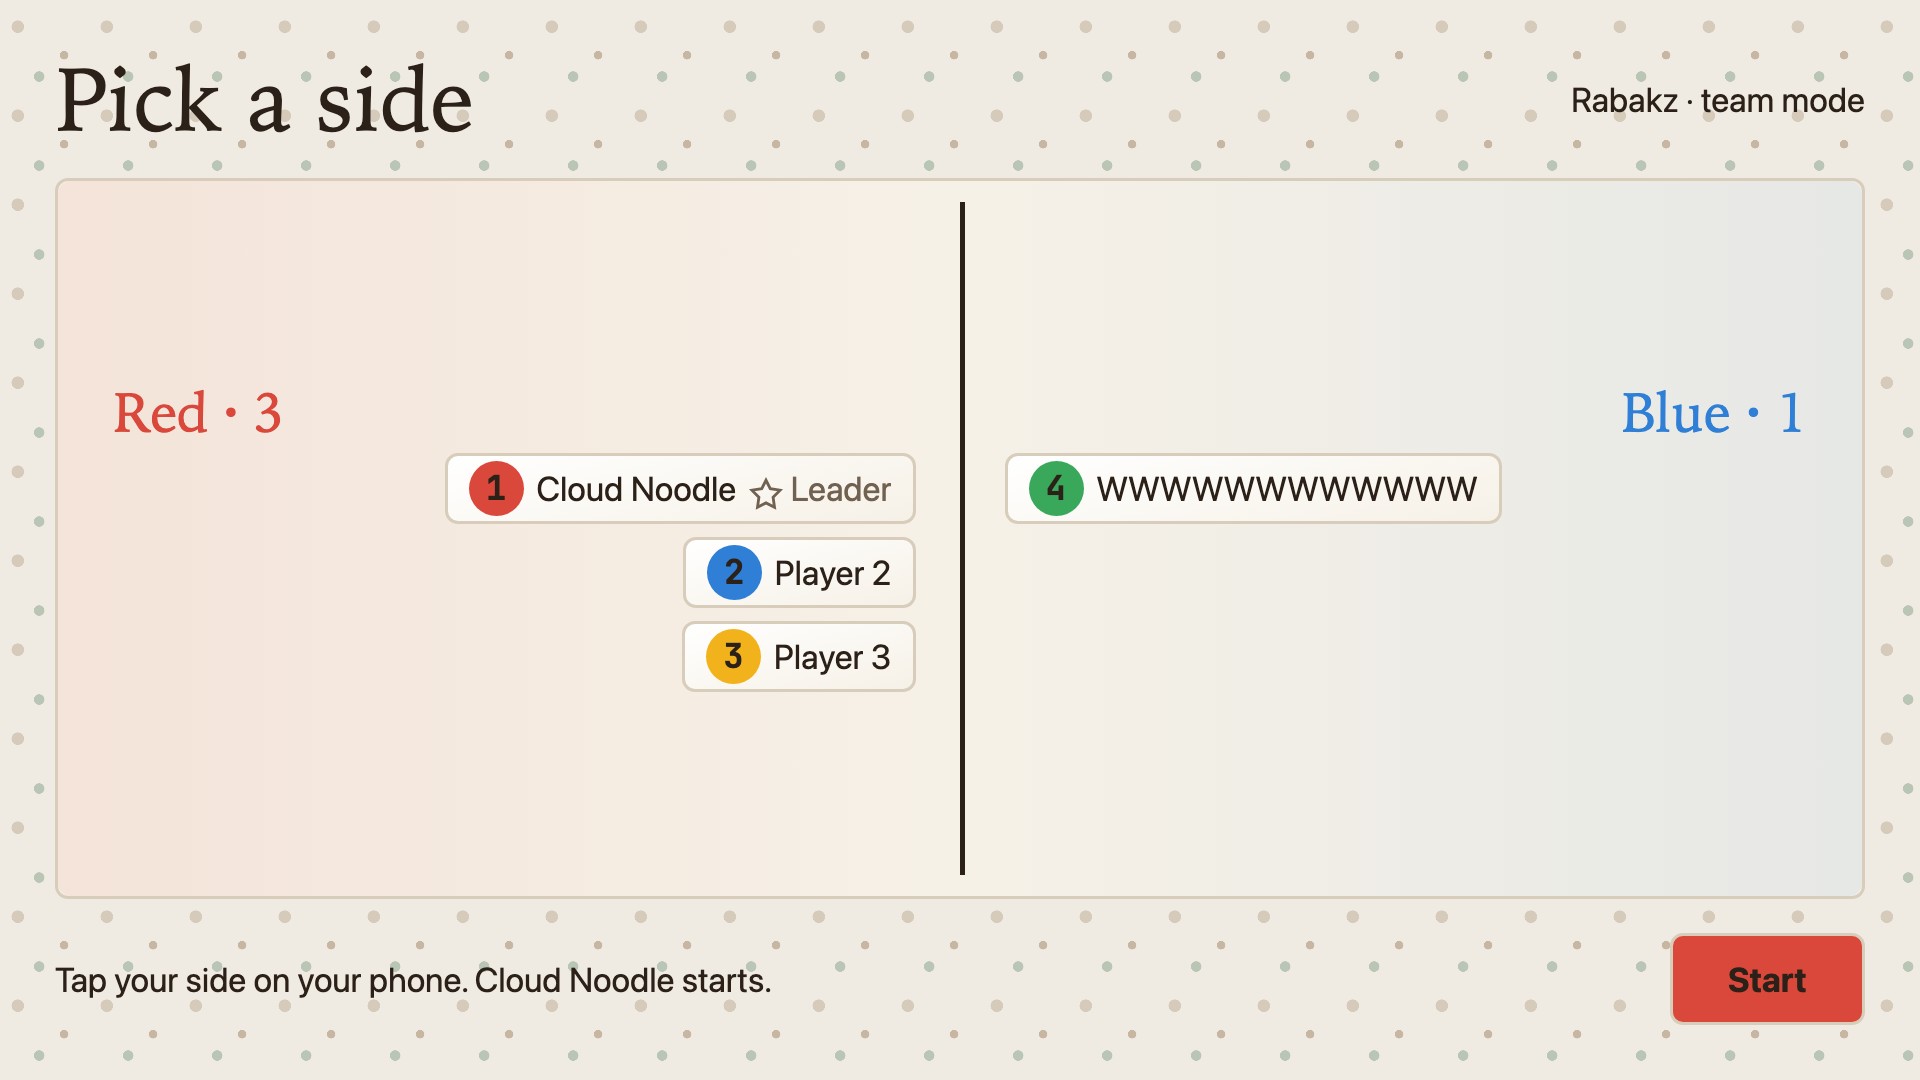 Pick a side
Rabakz · team mode
Red · 3
Blue · 1
1 Cloud Noodle ☆ Leader
4 WWWWWWWWWWWW
2 Player 2
3 Player 3
Tap your side on your phone. Cloud Noodle starts.
Start